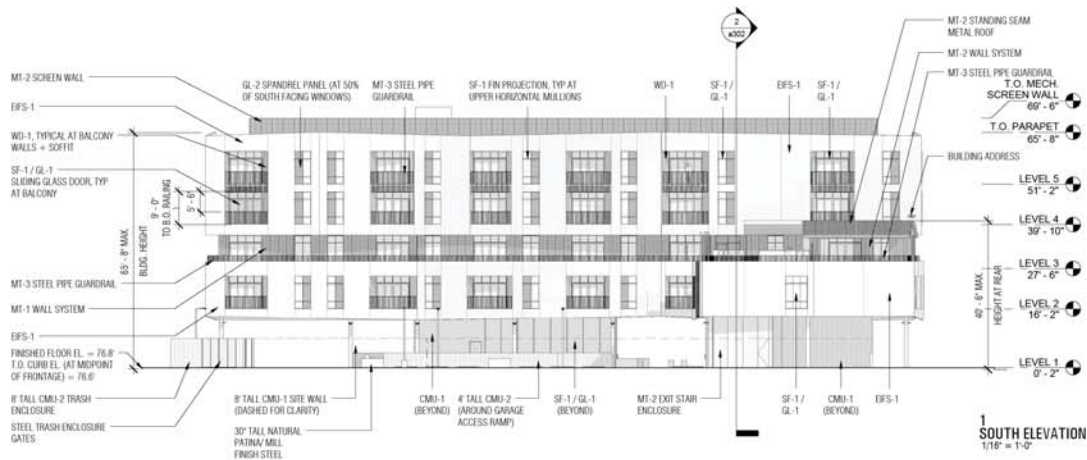 2
a302
MT-2 STANDING SEAM
METAL ROOF
MT-2 WALL SYSTEM
MT-3 STEEL PIPE GUARDRAIL
T.O. MECH.
SCREEN WALL
69' - 6"
T.O. PARAPET
65' - 8"
BUILDING ADDRESS
LEVEL 5
51' - 2"
LEVEL 4
39' - 10"
LEVEL 3
27' - 6"
LEVEL 2
16' - 2"
LEVEL 1
0' - 2"
MT-2 SCREEN WALL
EIFS-1
WD-1, TYPICAL AT BALCONY
WALLS + SOFFIT
SF-1 / GL-1
SLIDING GLASS DOOR, TYP
AT BALCONY
GL-2 SPANDREL PANEL (AT 50%
OF SOUTH FACING WINDOWS)
MT-3 STEEL PIPE
GUARDRAIL
SF-1 FIN PROJECTION, TYP AT
UPPER HORIZONTAL MULLIONS
WD-1
SF-1 /
GL-1
EIFS-1
SF-1 /
GL-1
65' - 8" MAX.
BLDG. HEIGHT
9' - 0"
TO B.O. RAILING
5' - 6"
40' - 6" MAX.
HEIGHT AT REAR
MT-3 STEEL PIPE GUARDRAIL
MT-1 WALL SYSTEM
EIFS-1
FINISHED FLOOR EL. = 76.8'
T.O. CURB EL. (AT MIDPOINT
OF FRONTAGE) = 76.6'
8' TALL CMU-2 TRASH
ENCLOSURE
STEEL TRASH ENCLOSURE
GATES
8' TALL CMU-1 SITE WALL
(DASHED FOR CLARITY)
30" TALL NATURAL
PATINA/ MILL
FINISH STEEL
CMU-1
(BEYOND)
4' TALL CMU-2
(AROUND GARAGE
ACCESS RAMP)
SF-1 / GL-1
(BEYOND)
MT-2 EXIT STAIR
ENCLOSURE
SF-1 /
GL-1
CMU-1
(BEYOND)
EIFS-1
1
SOUTH ELEVATION
1/16" = 1'-0"